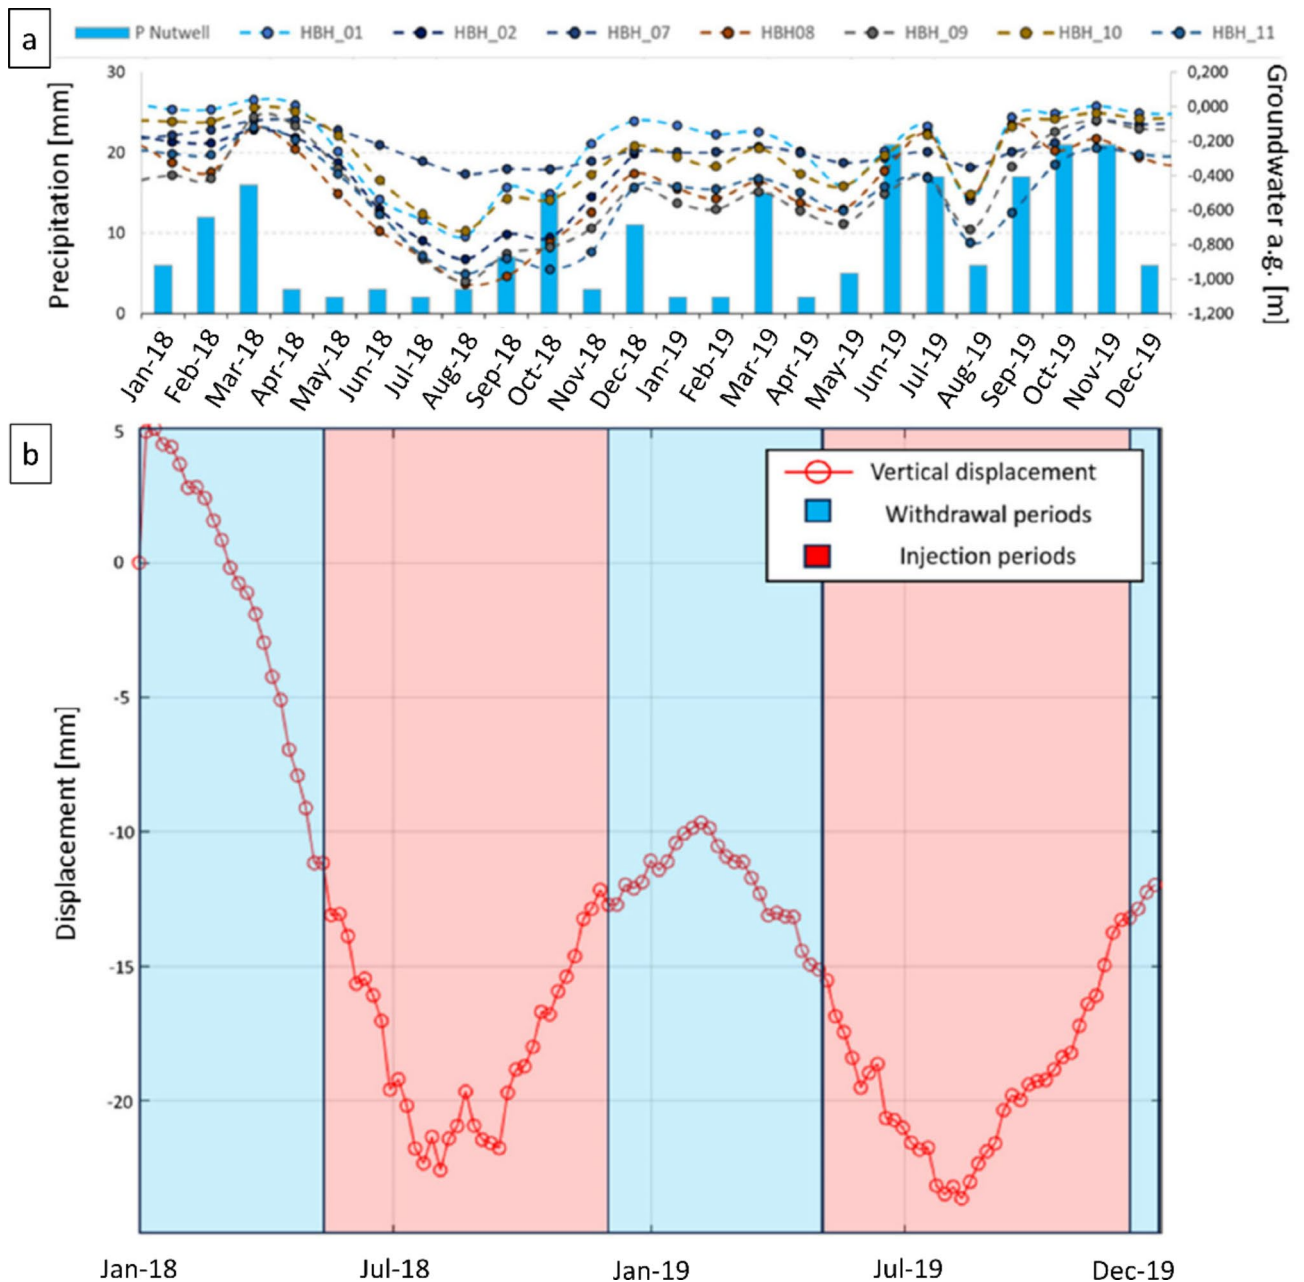 a
P Nutwell HBH_01 HBH_02 HBH_07 HBH08 HBH_09 HBH_10 HBH_11
Precipitation [mm]
30
20
10
0
0,200
0,000
-0,200
-0,400
-0,600
-0,800
-1,000
-1,200
Groundwater a.g. [m]
Jan-18 Feb-18 Mar-18 Apr-18 May-18 Jun-18 Jul-18 Aug-18 Sep-18 Oct-18 Nov-18 Dec-18 Jan-19 Feb-19 Mar-19 Apr-19 May-19 Jun-19 Jul-19 Aug-19 Sep-19 Oct-19 Nov-19 Dec-19
b
Displacement [mm]
5
0
-5
-10
-15
-20
Vertical displacement
Withdrawal periods
Injection periods
Jan-18 Jul-18 Jan-19 Jul-19 Dec-19